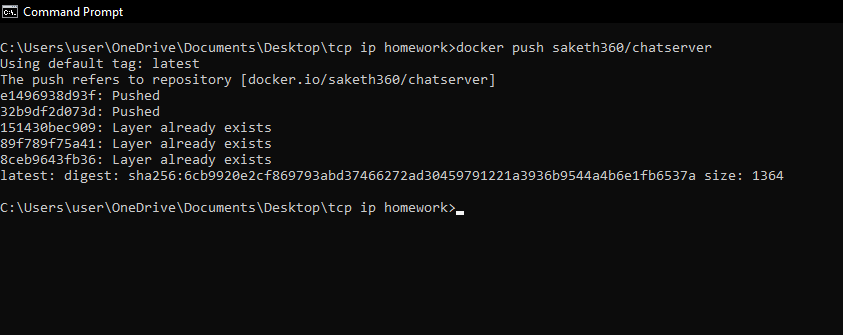 Command Prompt
C:\Users\user\OneDrive\Documents\Desktop\tcp ip homework>docker push saketh360/chatserver
Using default tag: latest
The push refers to repository [docker.io/saketh360/chatserver]
e1496938d93f: Pushed
32b9df2d073d: Pushed
151430bec909: Layer already exists
89f789f75a41: Layer already exists
8ceb9643fb36: Layer already exists
latest: digest: sha256:6cb9920e2cf869793abd37466272ad30459791221a3936b9544a4b6e1fb6537a size: 1364
C:\Users\user\OneDrive\Documents\Desktop\tcp ip homework>